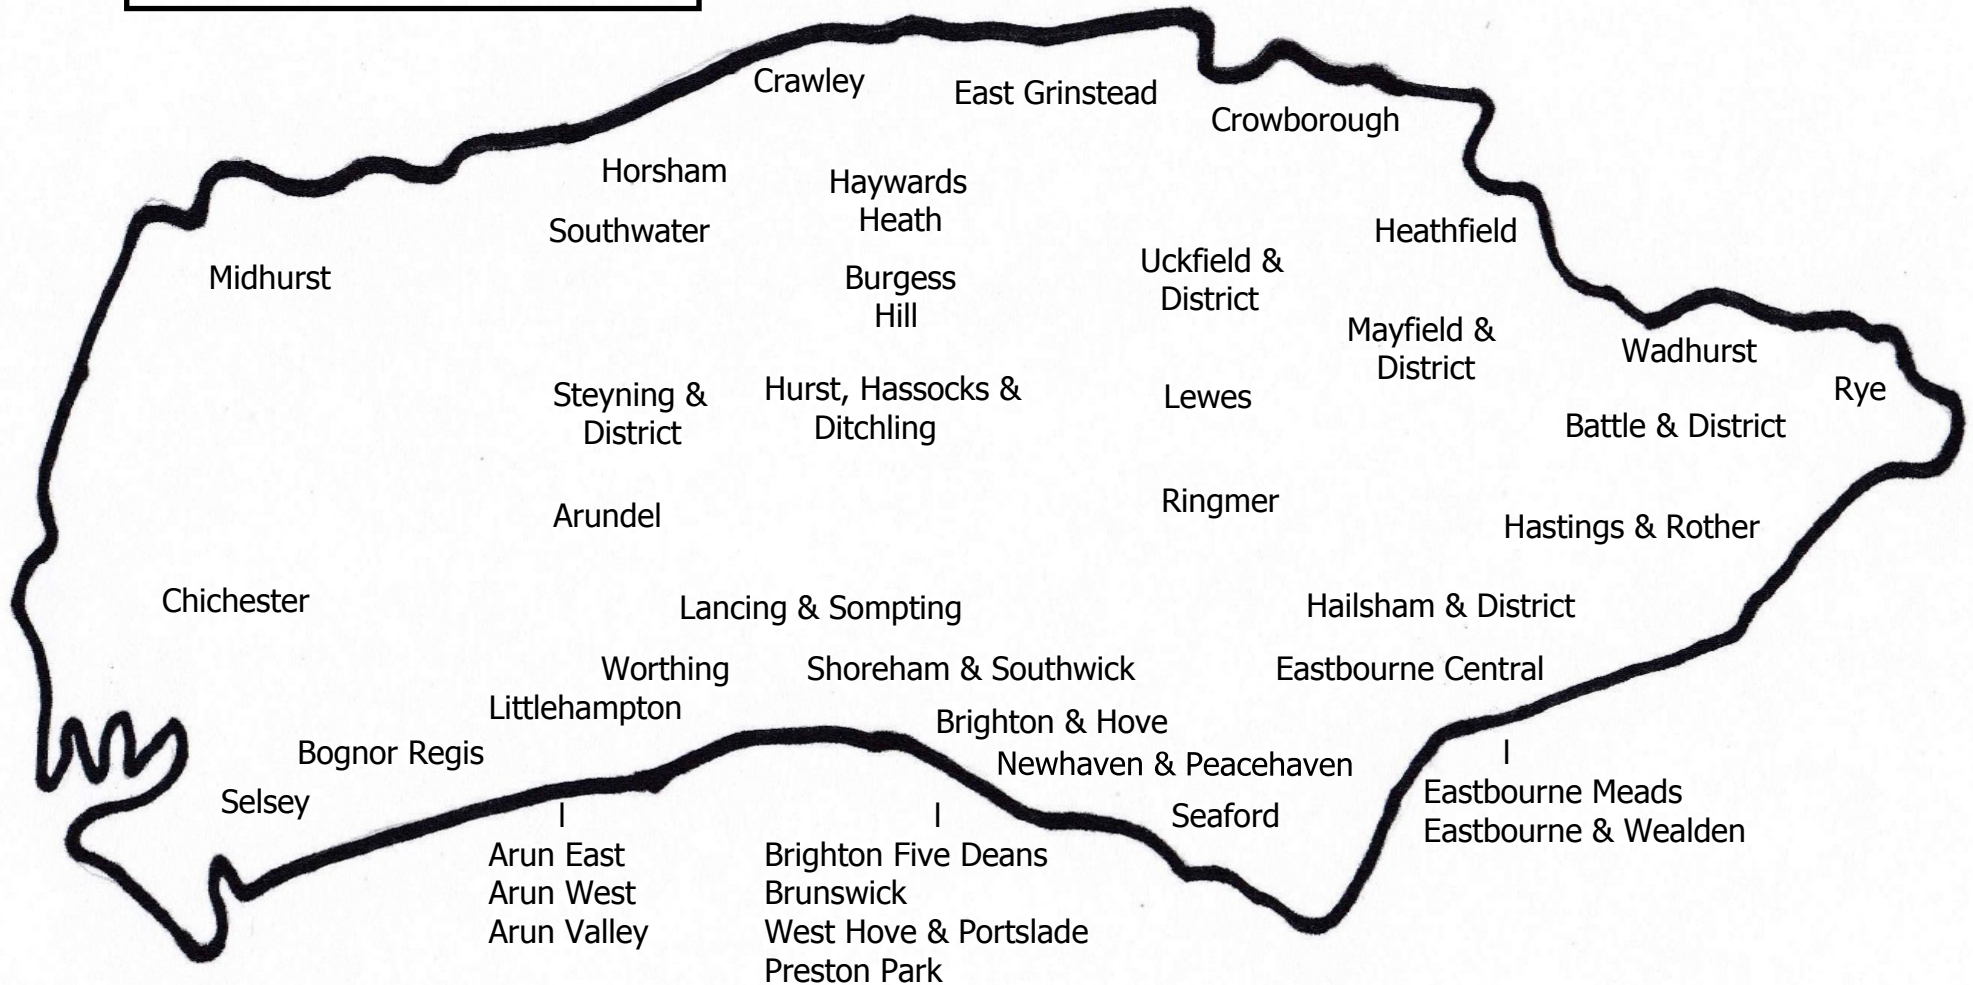 Crawley
East Grinstead
Crowborough
Horsham
Haywards
Heath
Southwater
Heathfield
Uckfield &
District
Midhurst
Burgess
Hill
Mayfield &
District
Wadhurst
Rye
Steyning &
District
Hurst, Hassocks &
Ditchling
Lewes
Battle & District
Arundel
Ringmer
Hastings & Rother
Chichester
Lancing & Sompting
Hailsham & District
Worthing
Shoreham & Southwick
Eastbourne Central
Littlehampton
Brighton & Hove
Bognor Regis
Newhaven & Peacehaven
Selsey
Seaford
Eastbourne Meads
Eastbourne & Wealden
Arun East
Arun West
Arun Valley
Brighton Five Deans
Brunswick
West Hove & Portslade
Preston Park